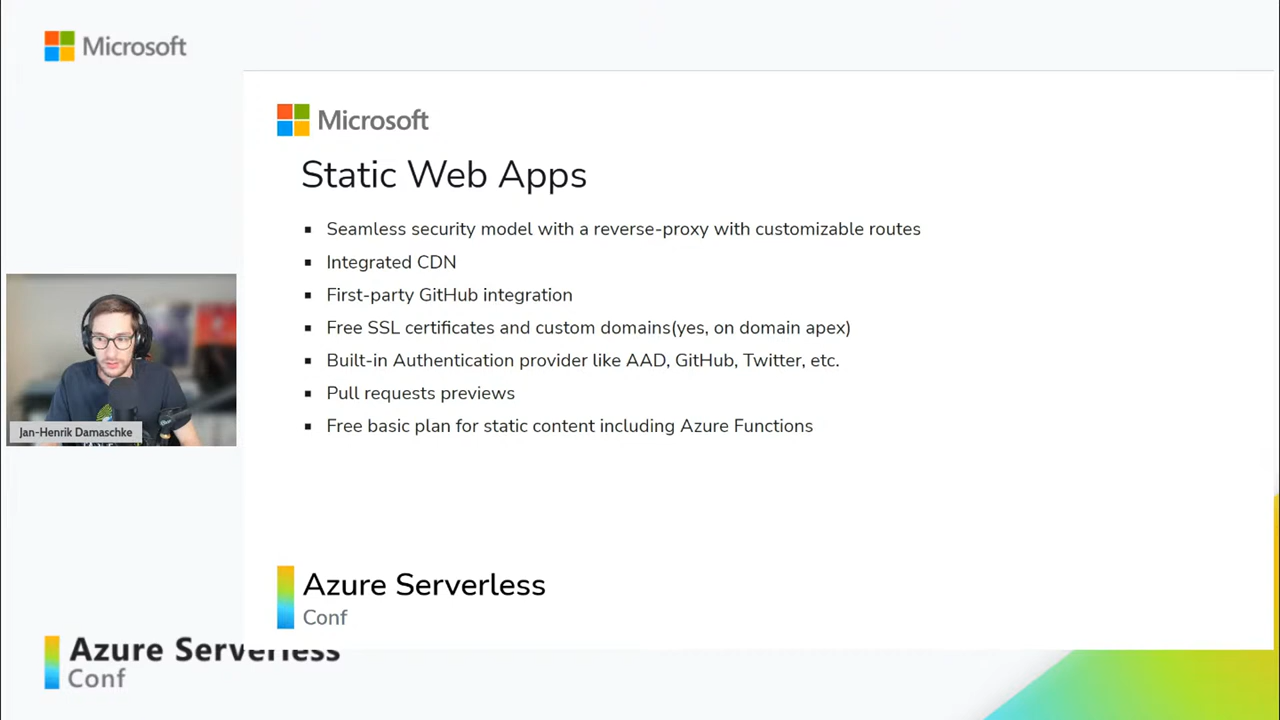 Microsoft
Microsoft
Static Web Apps
Seamless security model with a reverse-proxy with customizable routes
Integrated CDN
First-party GitHub integration
Free SSL certificates and custom domains(yes, on domain apex)
Built-in Authentication provider like AAD, GitHub, Twitter, etc.
Pull requests previews
Free basic plan for static content including Azure Functions
Jan-Henrik Damaschke
Azure Serverless
Conf
Azure Serverless
Conf